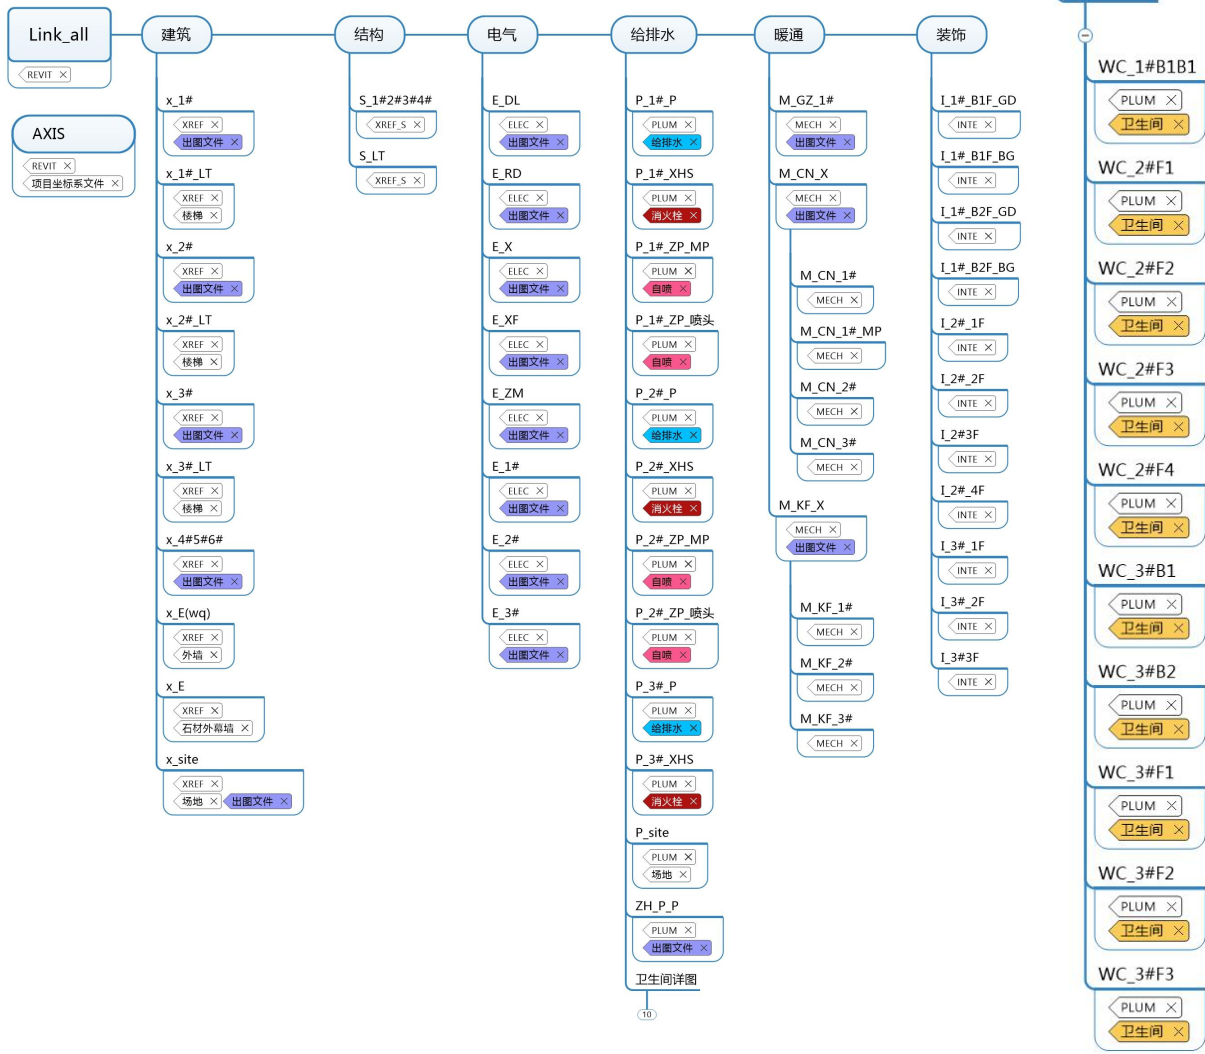 Link_all
REVIT ×
AXIS
REVIT ×
项目坐标系文件 ×
建筑
x_1#
XREF ×
出图文件 ×
x_1#_LT
XREF ×
楼梯 ×
x_2#
XREF ×
出图文件 ×
x_2#_LT
XREF ×
楼梯 ×
x_3#
XREF ×
出图文件 ×
x_3#_LT
XREF ×
楼梯 ×
x_4#5#6#
XREF ×
出图文件 ×
x_E(wq)
XREF ×
外墙 ×
x_E
XREF ×
石材外幕墙 ×
x_site
XREF ×
场地 × 出图文件 ×
结构
S_1#2#3#4#
XREF_S ×
S_LT
XREF_S ×
电气
E_DL
ELEC ×
出图文件 ×
E_RD
ELEC ×
出图文件 ×
E_X
ELEC ×
出图文件 ×
E_XF
ELEC ×
出图文件 ×
E_ZM
ELEC ×
出图文件 ×
E_1#
ELEC ×
出图文件 ×
E_2#
ELEC ×
出图文件 ×
E_3#
ELEC ×
出图文件 ×
给排水
P_1#_P
PLUM ×
给排水 ×
P_1#_XHS
PLUM ×
消火栓 ×
P_1#_ZP_MP
PLUM ×
自喷 ×
P_1#_ZP_喷头
PLUM ×
自喷 ×
P_2#_P
PLUM ×
给排水 ×
P_2#_XHS
PLUM ×
消火栓 ×
P_2#_ZP_MP
PLUM ×
自喷 ×
P_2#_ZP_喷头
PLUM ×
自喷 ×
P_3#_P
PLUM ×
给排水 ×
P_3#_XHS
PLUM ×
消火栓 ×
P_site
PLUM ×
场地 ×
ZH_P_P
PLUM ×
出图文件 ×
卫生间详图
10
暖通
M_GZ_1#
MECH ×
出图文件 ×
M_CN_X
MECH ×
出图文件 ×
M_CN_1#
MECH ×
M_CN_1#_MP
MECH ×
M_CN_2#
MECH ×
M_CN_3#
MECH ×
M_KF_X
MECH ×
出图文件 ×
M_KF_1#
MECH ×
M_KF_2#
MECH ×
M_KF_3#
MECH ×
装饰
I_1#_B1F_GD
INTE ×
I_1#_B1F_BG
INTE ×
I_1#_B2F_GD
INTE ×
I_1#_B2F_BG
INTE ×
I_2#_1F
INTE ×
I_2#_2F
INTE ×
I_2#3F
INTE ×
I_2#_4F
INTE ×
I_3#_1F
INTE ×
I_3#_2F
INTE ×
I_3#3F
INTE ×
WC_1#B1B1
PLUM ×
卫生间 ×
WC_2#F1
PLUM ×
卫生间 ×
WC_2#F2
PLUM ×
卫生间 ×
WC_2#F3
PLUM ×
卫生间 ×
WC_2#F4
PLUM ×
卫生间 ×
WC_3#B1
PLUM ×
卫生间 ×
WC_3#B2
PLUM ×
卫生间 ×
WC_3#F1
PLUM ×
卫生间 ×
WC_3#F2
PLUM ×
卫生间 ×
WC_3#F3
PLUM ×
卫生间 ×